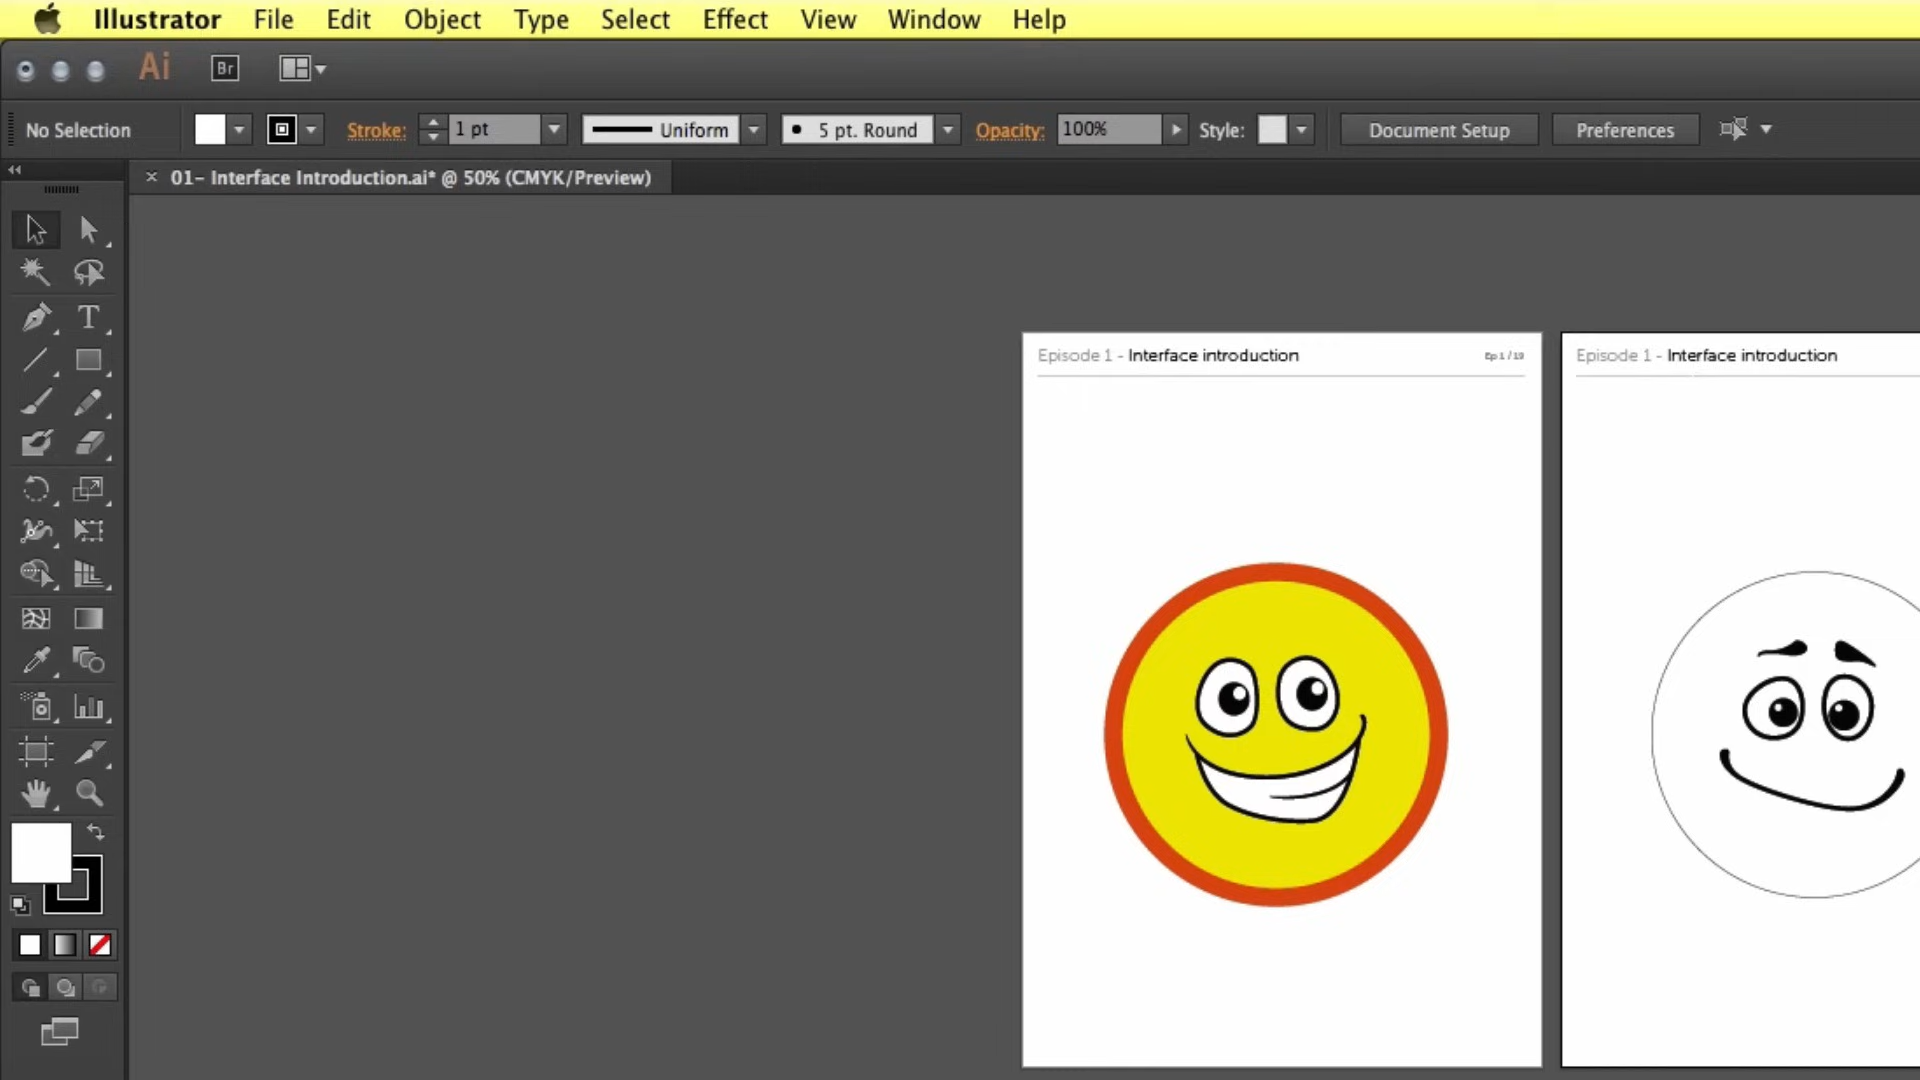 Illustrator File Edit Object Type Select Effect View Window Help
Ai Br
No Selection Stroke: 1 pt Uniform 5 pt. Round Opacity: 100% Style: Document Setup Preferences
01- Interface Introduction.ai* @ 50% (CMYK/Preview)
Episode 1 - Interface introduction Ep 1 / 19
Episode 1 - Interface introduction